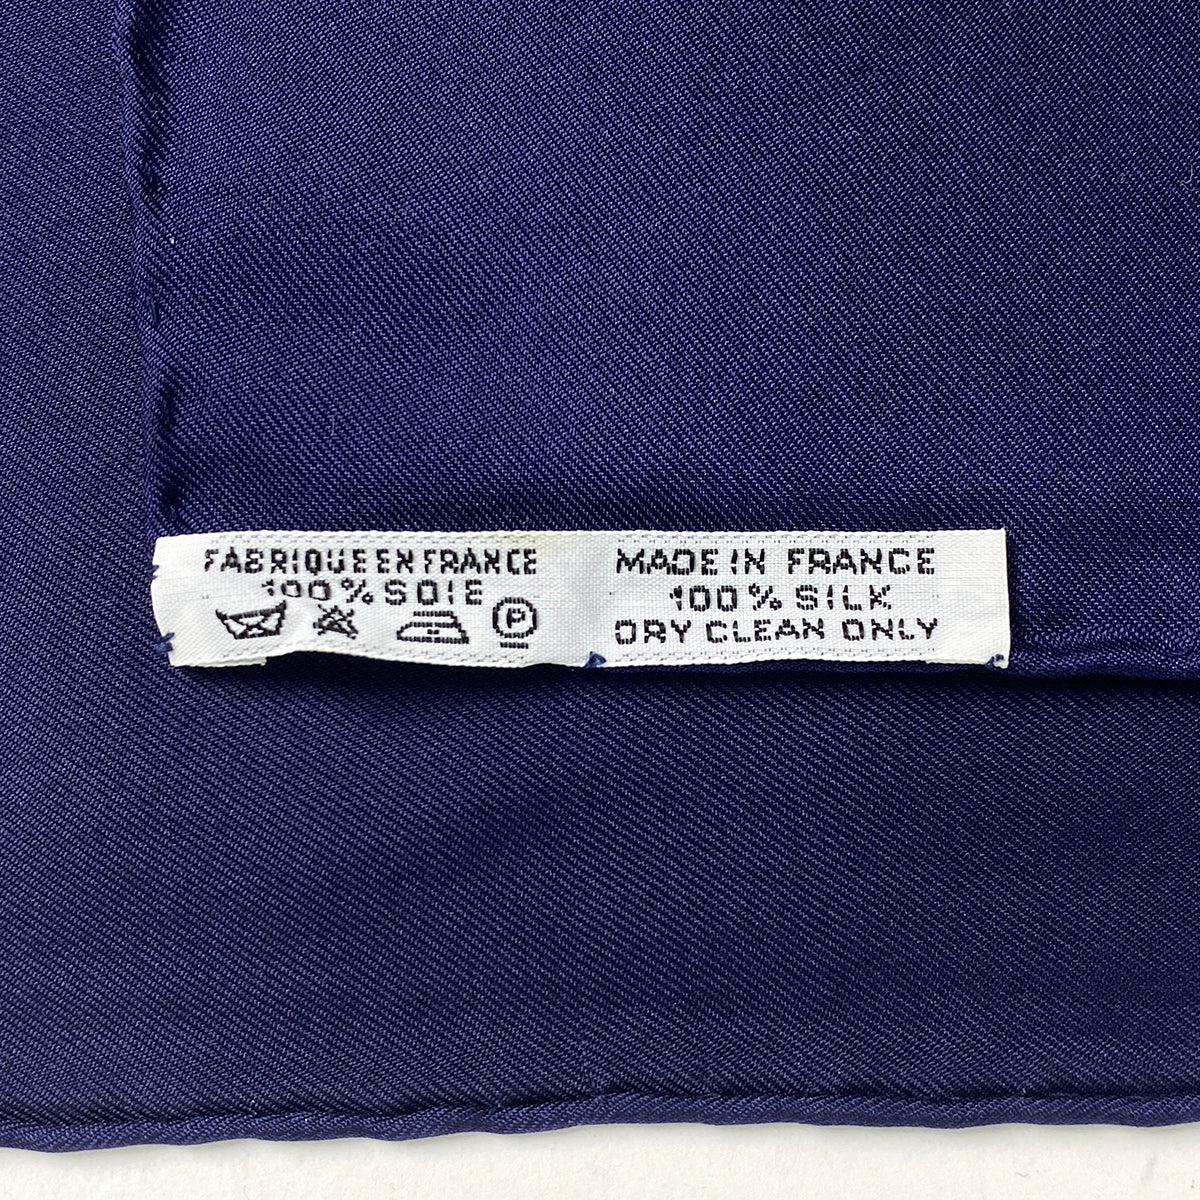 FABRIQUE EN FRANCE
100% SOIE
P
MADE IN FRANCE
100% SILK
DRY CLEAN ONLY